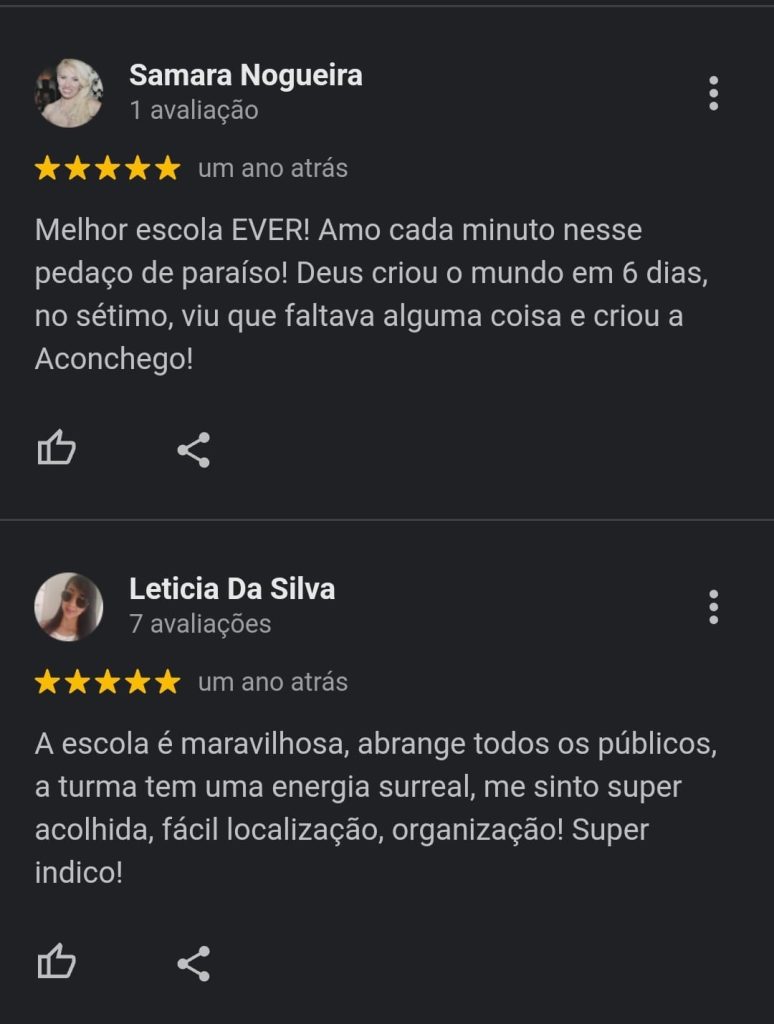 Samara Nogueira
1 avaliação
um ano atrás
Melhor escola EVER! Amo cada minuto nesse
pedaço de paraíso! Deus criou o mundo em 6 dias,
no sétimo, viu que faltava alguma coisa e criou a
Aconchego!
Leticia Da Silva
7 avaliações
um ano atrás
A escola é maravilhosa, abrange todos os públicos,
a turma tem uma energia surreal, me sinto super
acolhida, fácil localização, organização! Super
indico!